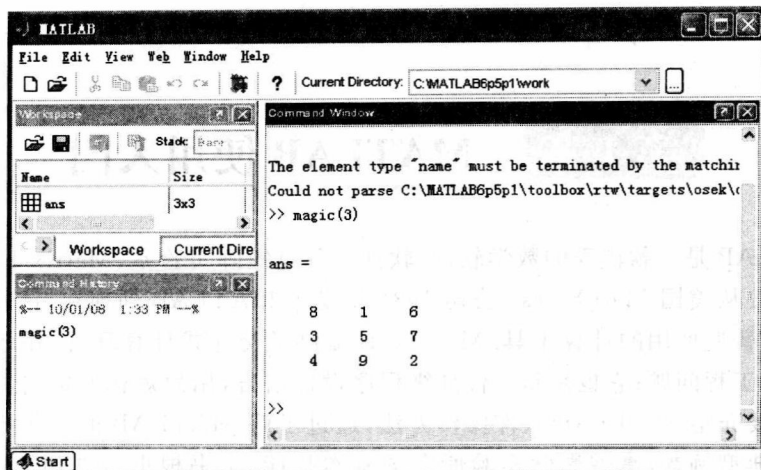 MATLAB
File Edit View Web Window Help
? Current Directory: C:\MATLAB6p5p1\work ...
Workspace
Stack: Base
Name Size
ans 3x3
Workspace Current Dire
Command History
%-- 10/01/08 1:33 PM --%
magic(3)
Command Window
The element type "name" must be terminated by the matchin
Could not parse C:\MATLAB6p5p1\toolbox\rtw\targets\osek\
>> magic(3)
ans =
8 1 6
3 5 7
4 9 2
>>
Start